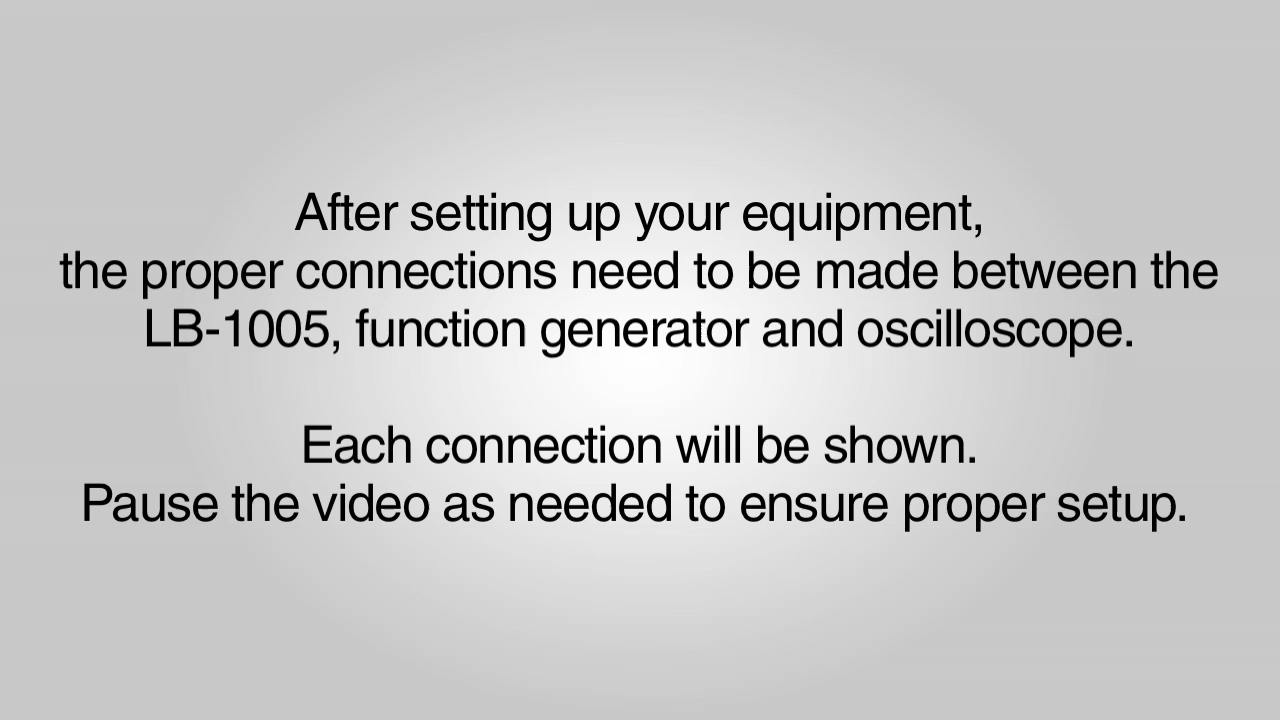 After setting up your equipment,
the proper connections need to be made between the
LB-1005, function generator and oscilloscope.
Each connection will be shown.
Pause the video as needed to ensure proper setup.